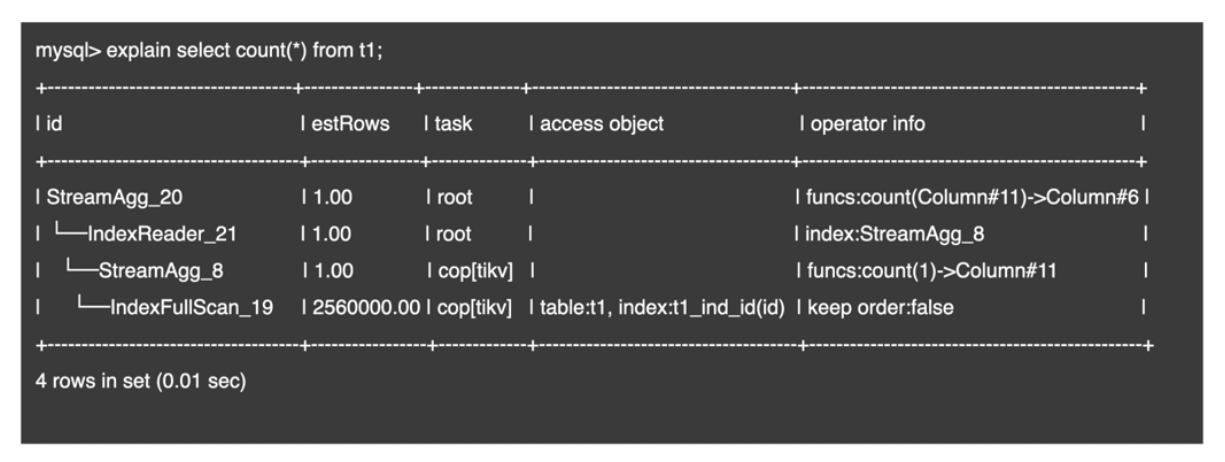 mysql> explain select count(*) from t1;
+-----------------------------------+----------------+--------------+---------------------------------------+-------------------------------------------------+
| id | estRows | task | access object | operator info |
+------------------------------------+----------------+--------------+---------------------------------------+-------------------------------------------------+
| StreamAgg_20 | 1.00 | root | | funcs:count(Column#11)->Column#6 |
| └──IndexReader_21 | 1.00 | root | | index:StreamAgg_8 |
| └──StreamAgg_8 | 1.00 | cop[tikv] | | funcs:count(1)->Column#11 |
| └──IndexFullScan_19 | 2560000.00 | cop[tikv] | table:t1, index:t1_ind_id(id) | keep order:false |
+------------------------------------+-----------------+--------------+---------------------------------------+--------------------------------------------------+
4 rows in set (0.01 sec)